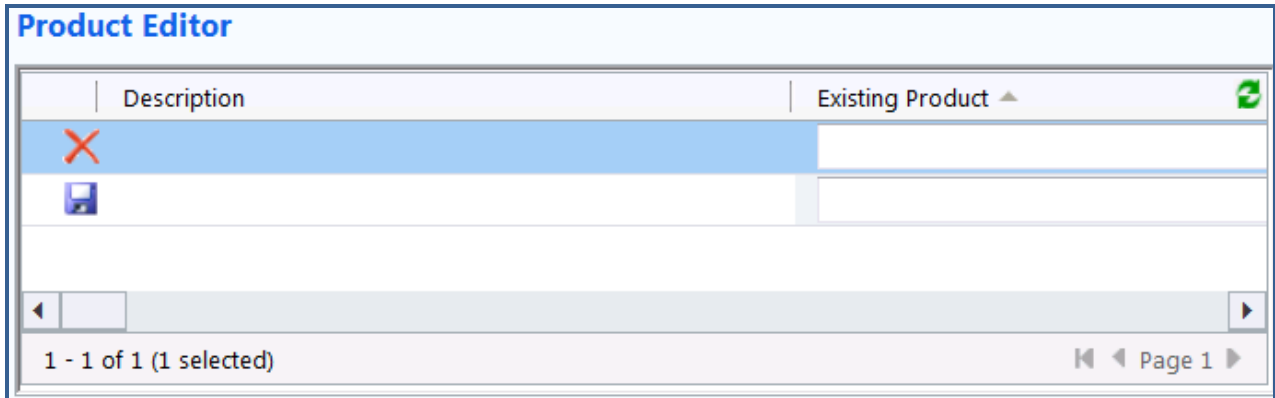 Product Editor
Description Existing Product
1 - 1 of 1 (1 selected) Page 1